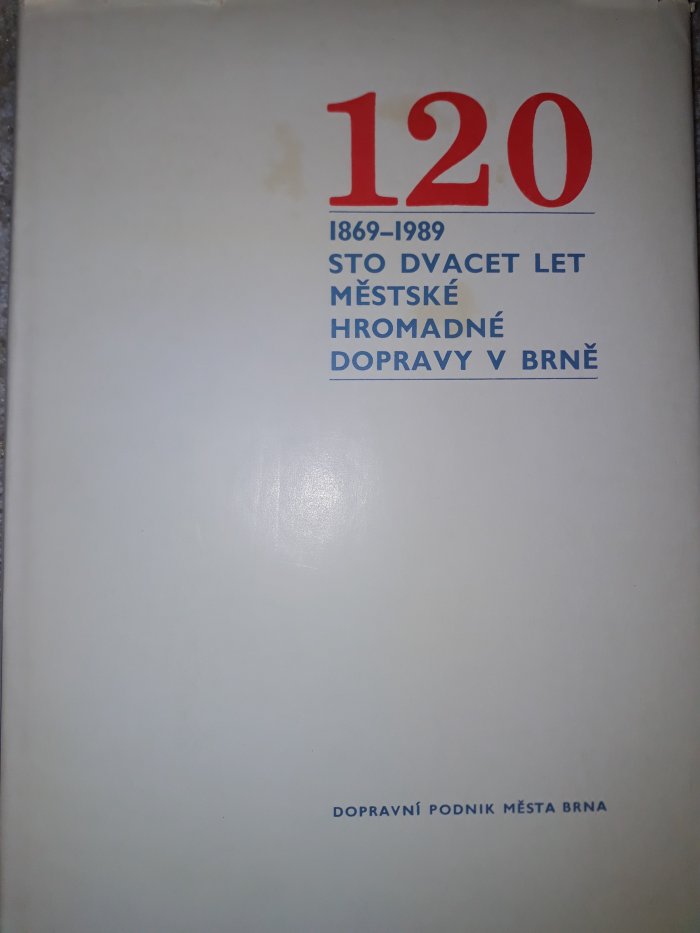 120
1869–1989
STO DVACET LET
MĚSTSKÉ
HROMADNÉ
DOPRAVY V BRNĚ
DOPRAVNÍ PODNIK MĚSTA BRNA